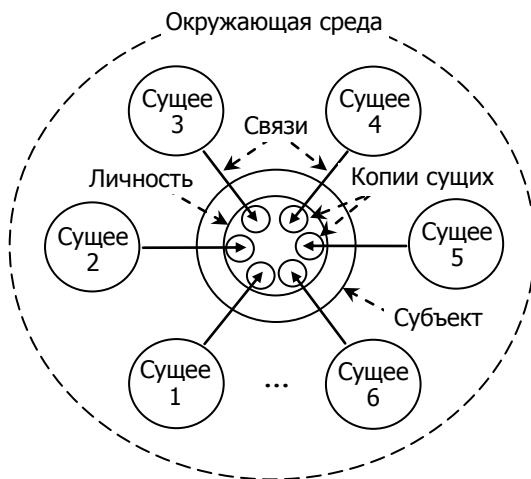 Окружающая среда
Сущее
3
Сущее
4
Связи
Личность
Копии сущих
Сущее
2
Сущее
5
Субъект
Сущее
1
...
Сущее
6